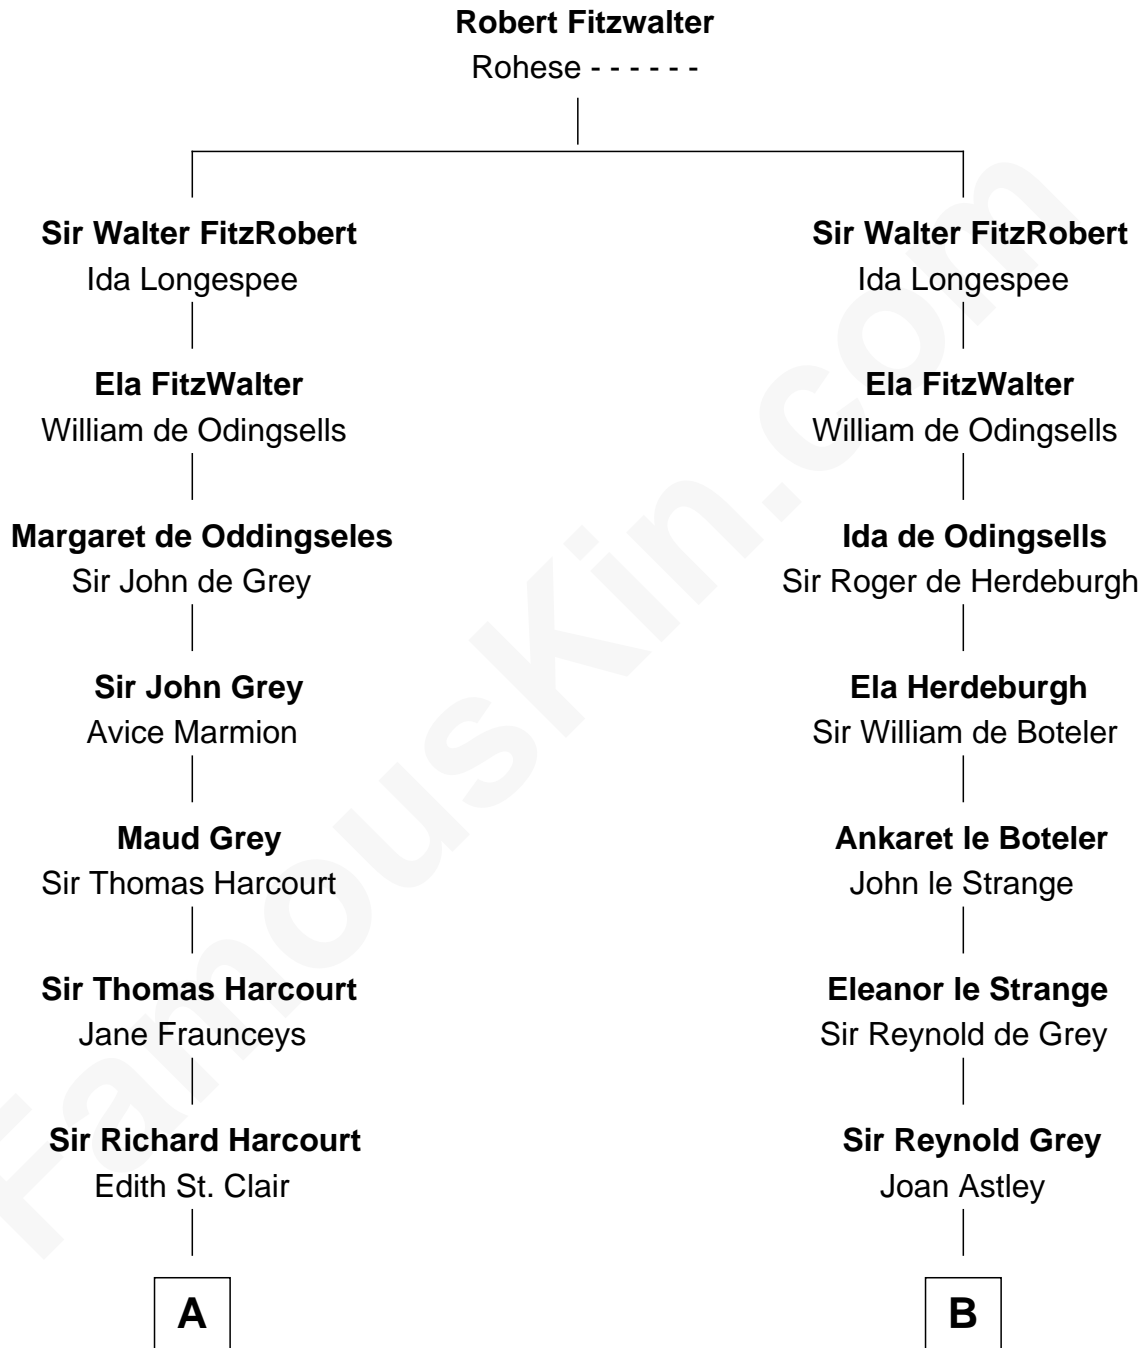 Robert Fitzwalter
Rohese - - - - - -
Sir Walter FitzRobert
Ida Longespee
Sir Walter FitzRobert
Ida Longespee
Ela FitzWalter
William de Odingsells
Ela FitzWalter
William de Odingsells
Margaret de Oddingseles
Sir John de Grey
Ida de Odingsells
Sir Roger de Herdeburgh
Sir John Grey
Avice Marmion
Ela Herdeburgh
Sir William de Boteler
Maud Grey
Sir Thomas Harcourt
Ankaret le Boteler
John le Strange
Sir Thomas Harcourt
Jane Fraunceys
Eleanor le Strange
Sir Reynold de Grey
Sir Richard Harcourt
Edith St. Clair
Sir Reynold Grey
Joan Astley
A
B
FamousKin.com